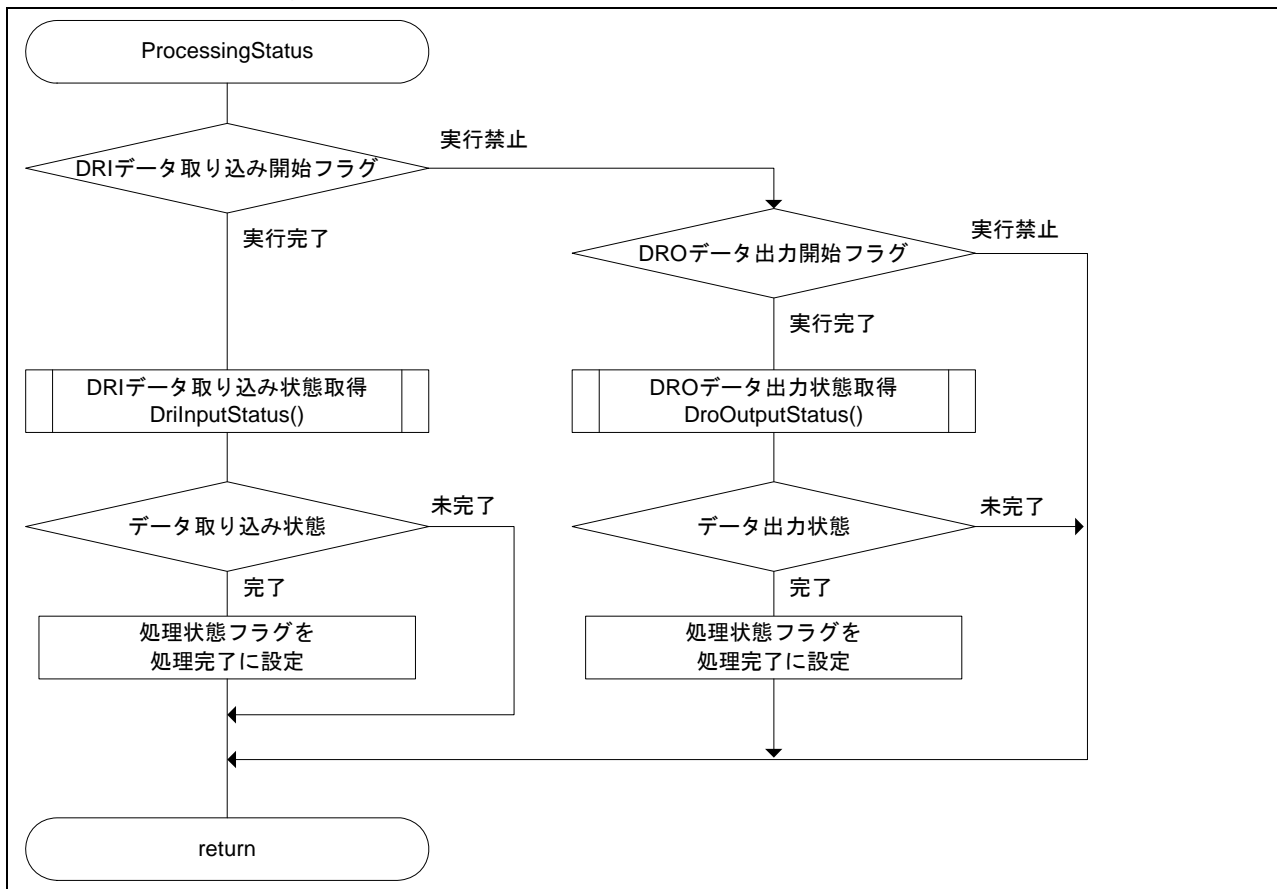 ProcessingStatus
DRIデータ取り込み開始フラグ
実行禁止
実行完了
DROデータ出力開始フラグ
実行禁止
実行完了
DRIデータ取り込み状態取得
DriInputStatus()
DROデータ出力状態取得
DroOutputStatus()
データ取り込み状態
未完了
完了
データ出力状態
未完了
完了
処理状態フラグを
処理完了に設定
処理状態フラグを
処理完了に設定
return